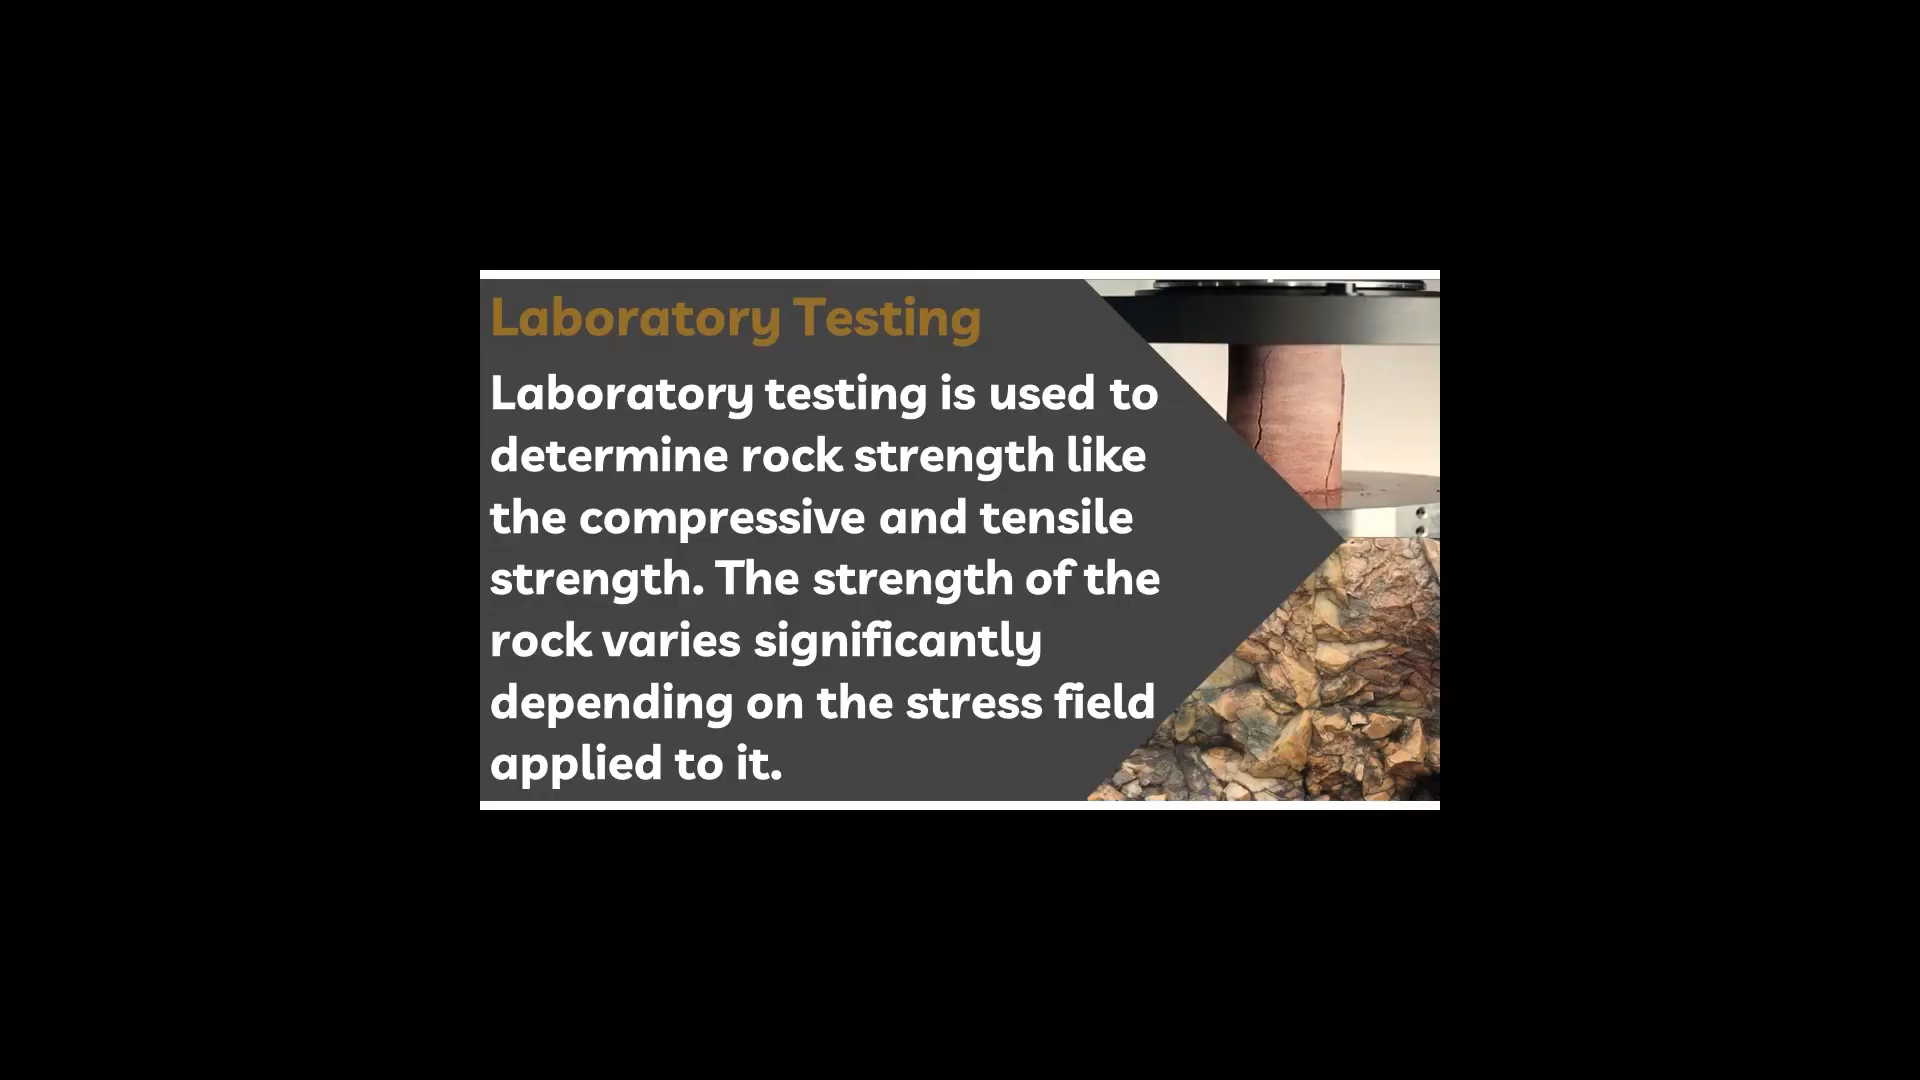 Laboratory Testing
Laboratory testing is used to
determine rock strength like
the compressive and tensile
strength. The strength of the
rock varies significantly
depending on the stress field
applied to it.